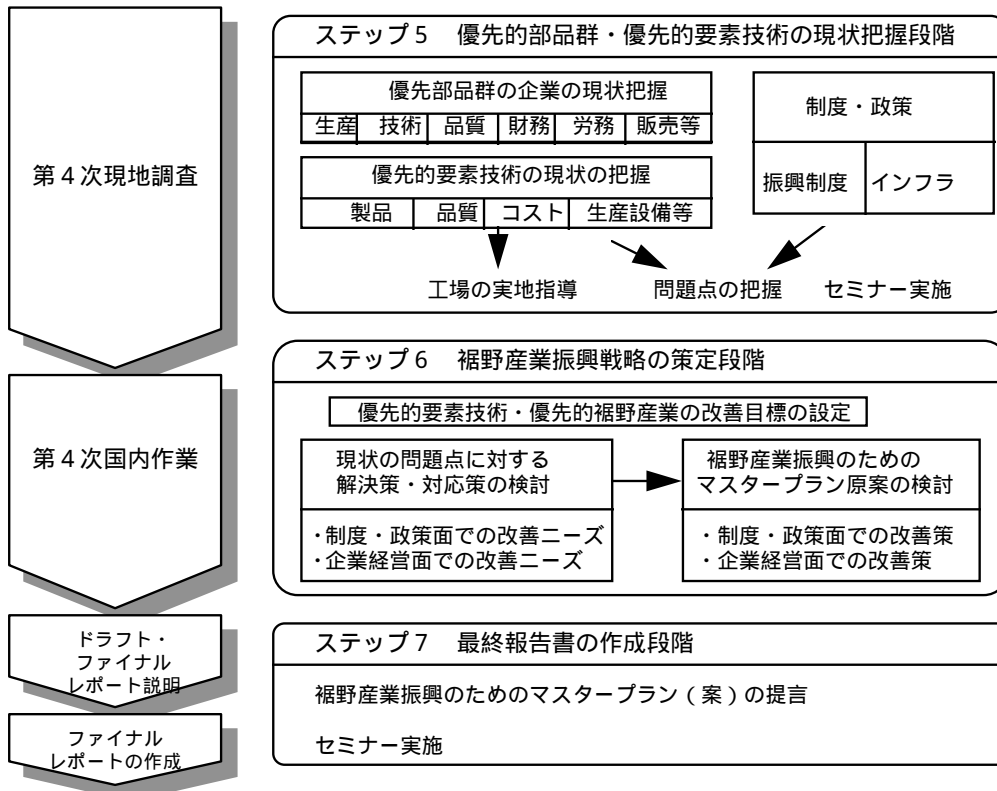 第４次現地調査
ステップ５　優先的部品群・優先的要素技術の現状把握段階
優先部品群の企業の現状把握
生産 技術 品質 財務 労務 販売等
優先的要素技術の現状の把握
製品 品質 コスト 生産設備等
制度・政策
振興制度 インフラ
工場の実地指導 問題点の把握 セミナー実施
第４次国内作業
ステップ６　裾野産業振興戦略の策定段階
優先的要素技術・優先的裾野産業の改善目標の設定
現状の問題点に対する
解決策・対応策の検討
・制度・政策面での改善ニーズ
・企業経営面での改善ニーズ
裾野産業振興のための
マスタープラン原案の検討
・制度・政策面での改善策
・企業経営面での改善策
ドラフト・
ファイナル
レポート説明
ファイナル
レポートの作成
ステップ７　最終報告書の作成段階
裾野産業振興のためのマスタープラン（案）の提言
セミナー実施